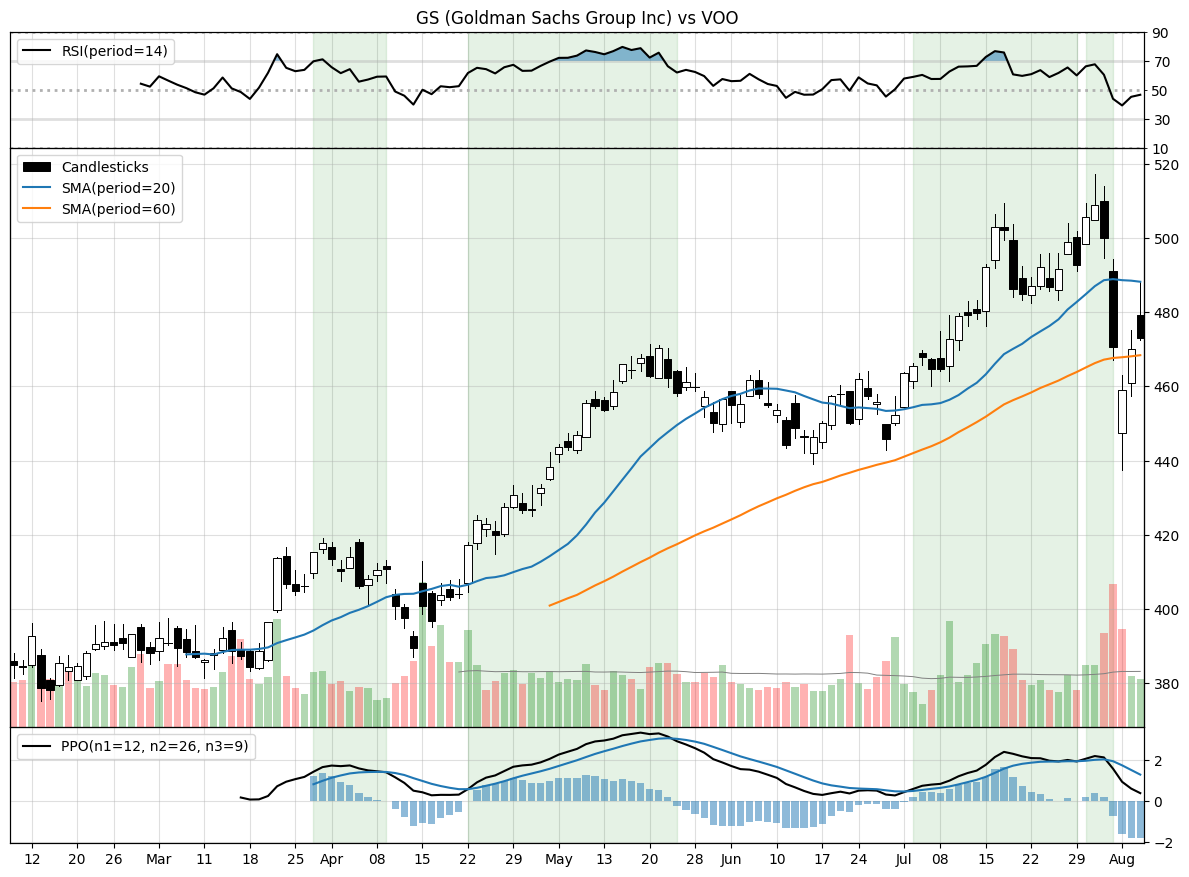 GS (Goldman Sachs Group Inc) vs VOO
RSI(period=14)
90
70
50
30
10
Candlesticks
SMA(period=20)
SMA(period=60)
520
500
480
460
440
420
400
380
PPO(n1=12, n2=26, n3=9)
2
0
−2
12 20 26 Mar 11 18 25 Apr 08 15 22 29 May 13 20 28 Jun 10 17 24 Jul 08 15 22 29 Aug